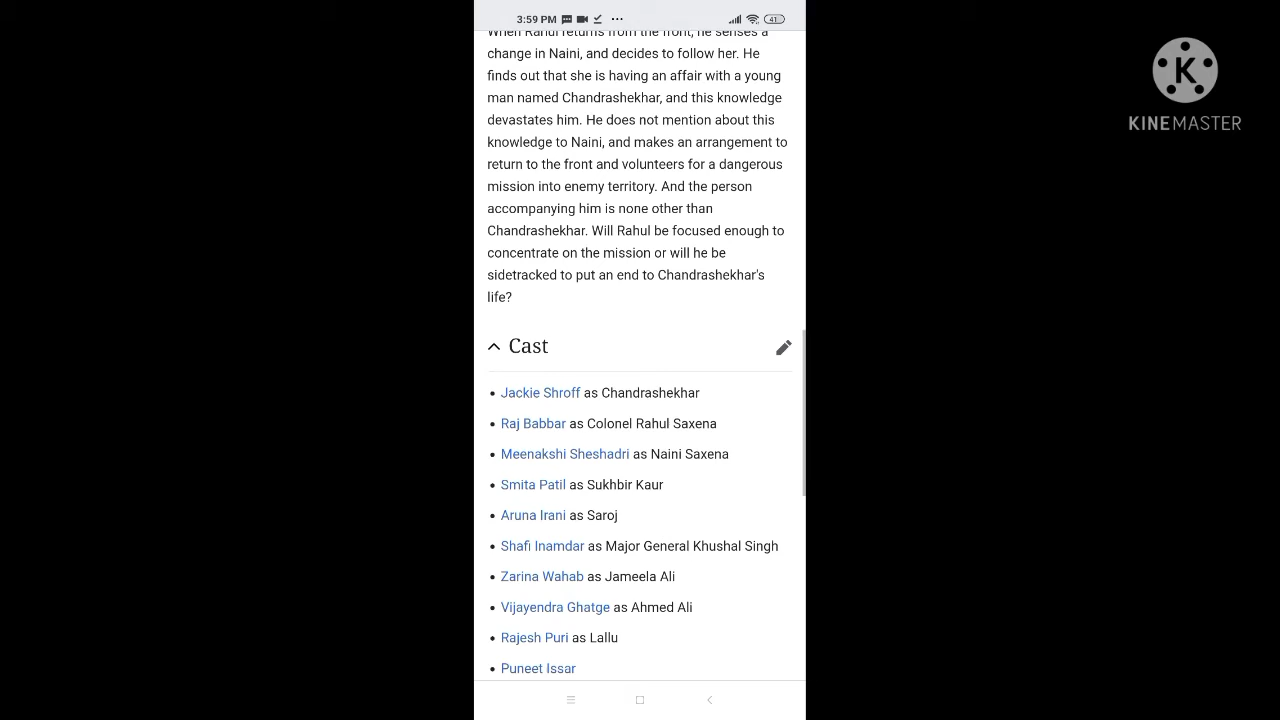 3:59 PM
41
When Rahul returns from the front, he senses a
change in Naini, and decides to follow her. He
finds out that she is having an affair with a young
man named Chandrashekhar, and this knowledge
devastates him. He does not mention about this
knowledge to Naini, and makes an arrangement to
return to the front and volunteers for a dangerous
mission into enemy territory. And the person
accompanying him is none other than
Chandrashekhar. Will Rahul be focused enough to
concentrate on the mission or will he be
sidetracked to put an end to Chandrashekhar's
life?
Cast
• Jackie Shroff as Chandrashekhar
• Raj Babbar as Colonel Rahul Saxena
• Meenakshi Sheshadri as Naini Saxena
• Smita Patil as Sukhbir Kaur
• Aruna Irani as Saroj
• Shafi Inamdar as Major General Khushal Singh
• Zarina Wahab as Jameela Ali
• Vijayendra Ghatge as Ahmed Ali
• Rajesh Puri as Lallu
• Puneet Issar
K
KINEMASTER